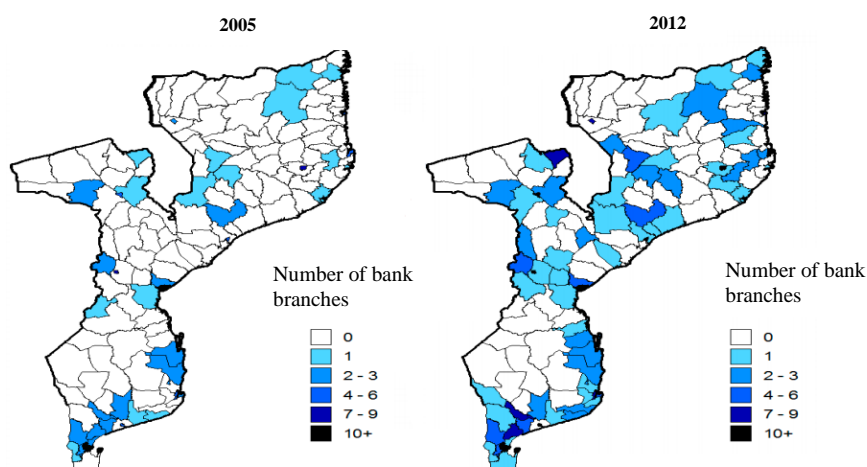 2005
2012
Number of bank
branches
0
1
2 - 3
4 - 6
7 - 9
10+
Number of bank
branches
0
1
2 - 3
4 - 6
7 - 9
10+